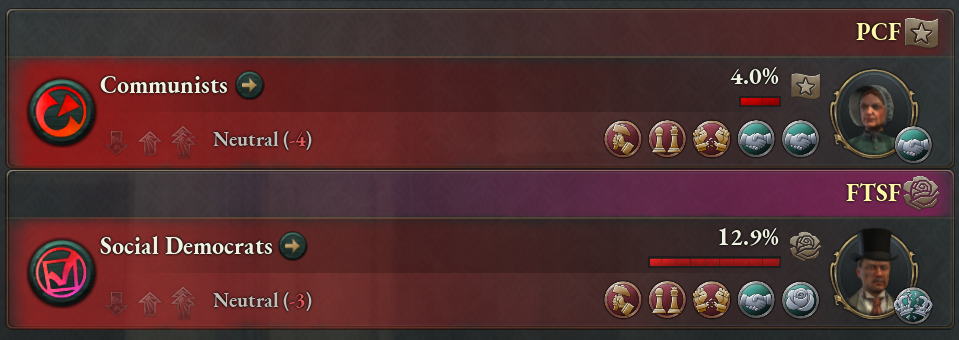 PCF
Communists
4.0%
Neutral (-4)
FTSF
Social Democrats
12.9%
Neutral (-3)